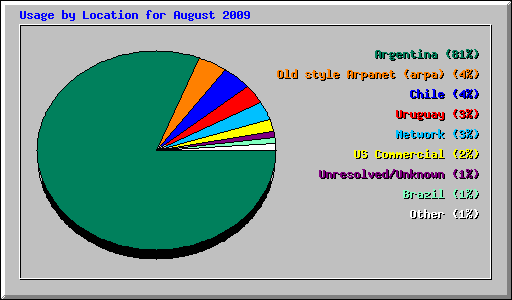 Usage by Location for August 2009
Argentina (81%)
Old style Arpanet (arpa) (4%)
Chile (4%)
Uruguay (3%)
Network (3%)
US Commercial (2%)
Unresolved/Unknown (1%)
Brazil (1%)
Other (1%)